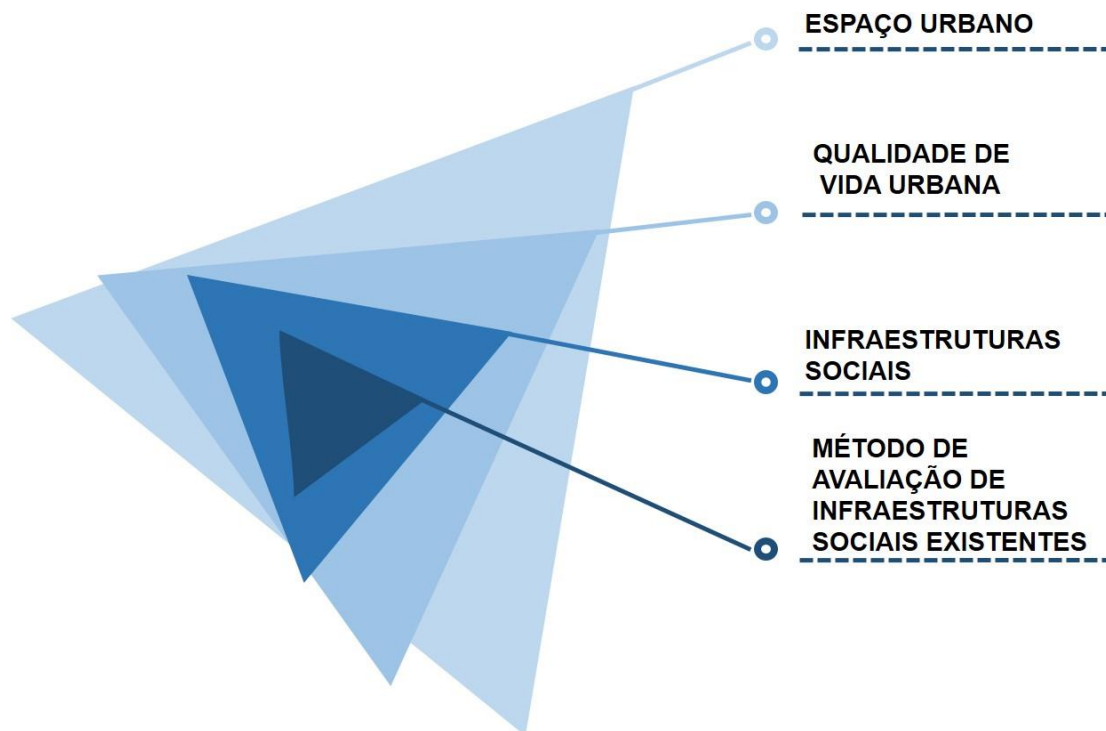 ESPAÇO URBANO
QUALIDADE DE
VIDA URBANA
INFRAESTRUTURAS
SOCIAIS
MÉTODO DE
AVALIAÇÃO DE
INFRAESTRUTURAS
SOCIAIS EXISTENTES